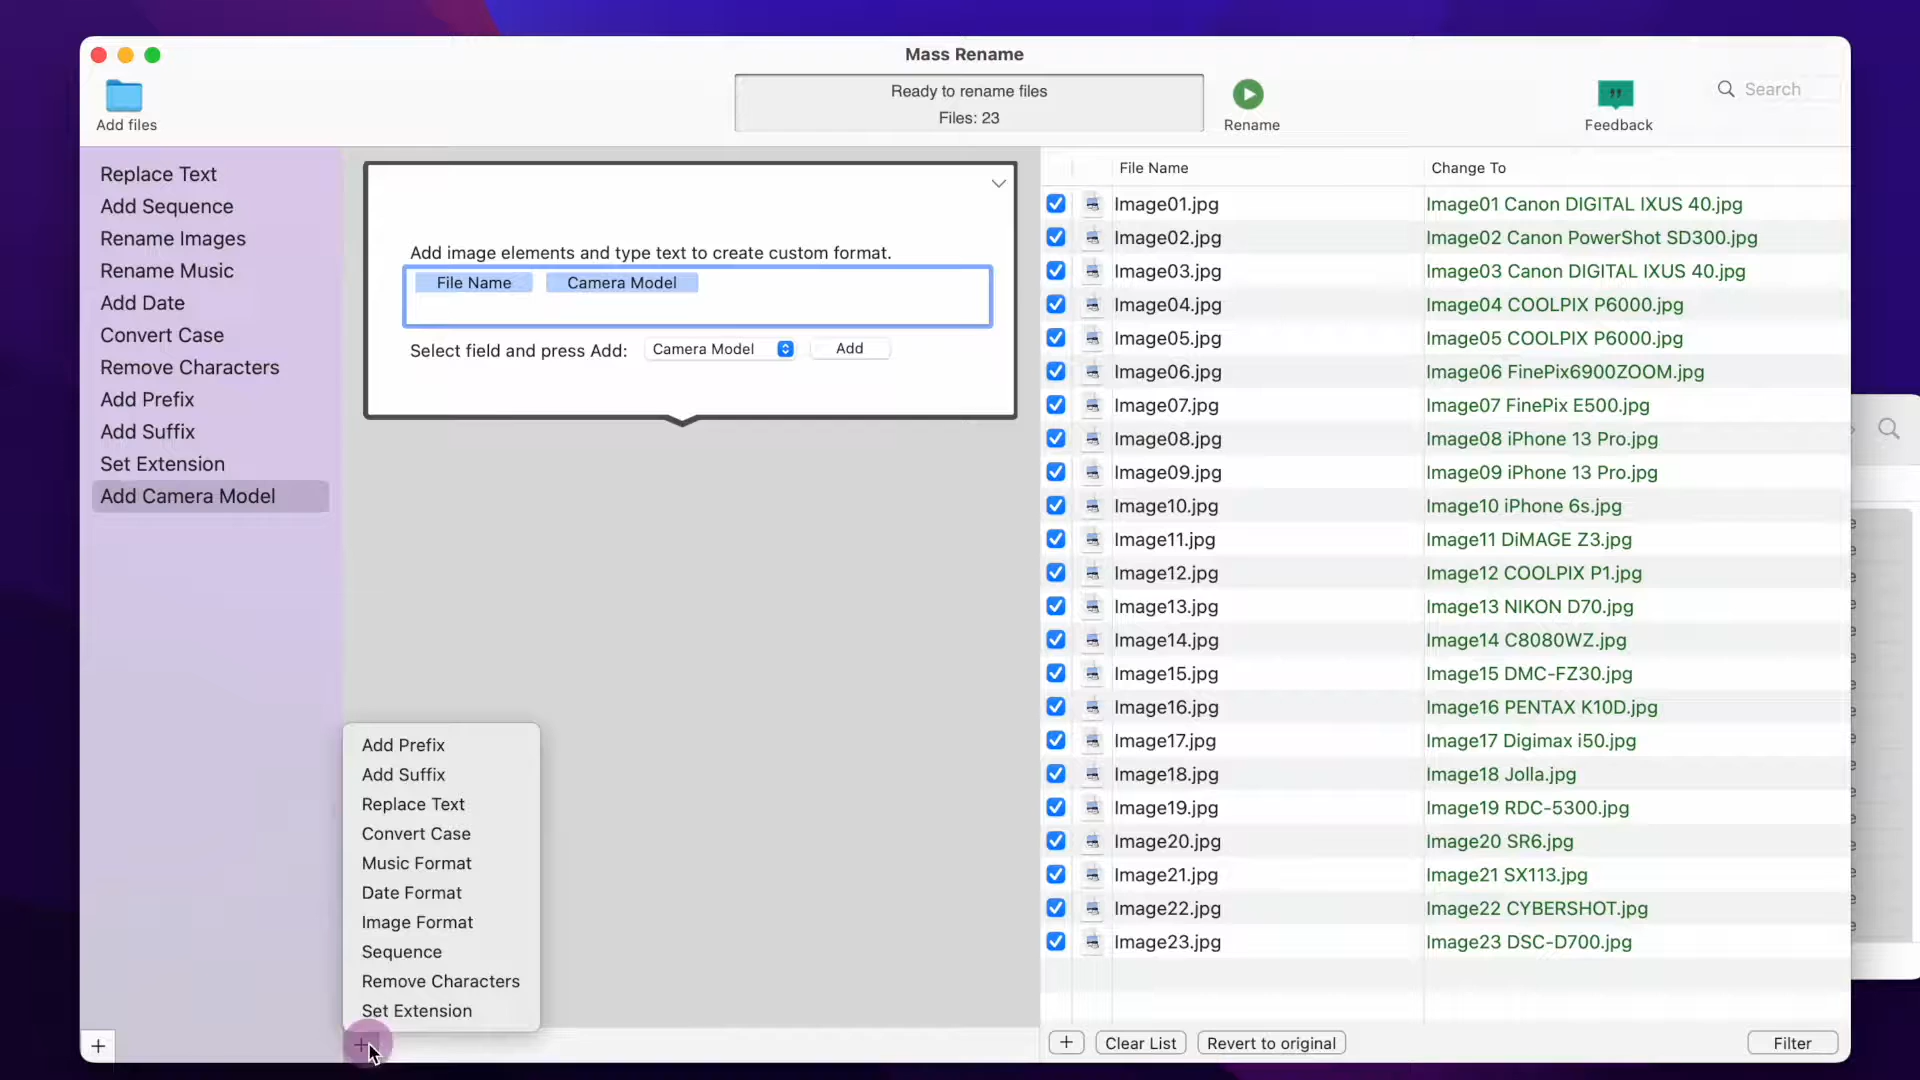 Mass Rename
Add files
Ready to rename files
Files: 23
Rename
Feedback
Search
Replace Text
Add Sequence
Rename Images
Rename Music
Add Date
Convert Case
Remove Characters
Add Prefix
Add Suffix
Set Extension
Add Camera Model
Add image elements and type text to create custom format.
File Name Camera Model
Select field and press Add: Camera Model Add
Add Prefix
Add Suffix
Replace Text
Convert Case
Music Format
Date Format
Image Format
Sequence
Remove Characters
Set Extension
File Name Change To
Image01.jpg Image01 Canon DIGITAL IXUS 40.jpg
Image02.jpg Image02 Canon PowerShot SD300.jpg
Image03.jpg Image03 Canon DIGITAL IXUS 40.jpg
Image04.jpg Image04 COOLPIX P6000.jpg
Image05.jpg Image05 COOLPIX P6000.jpg
Image06.jpg Image06 FinePix6900ZOOM.jpg
Image07.jpg Image07 FinePix E500.jpg
Image08.jpg Image08 iPhone 13 Pro.jpg
Image09.jpg Image09 iPhone 13 Pro.jpg
Image10.jpg Image10 iPhone 6s.jpg
Image11.jpg Image11 DiMAGE Z3.jpg
Image12.jpg Image12 COOLPIX P1.jpg
Image13.jpg Image13 NIKON D70.jpg
Image14.jpg Image14 C8080WZ.jpg
Image15.jpg Image15 DMC-FZ30.jpg
Image16.jpg Image16 PENTAX K10D.jpg
Image17.jpg Image17 Digimax i50.jpg
Image18.jpg Image18 Jolla.jpg
Image19.jpg Image19 RDC-5300.jpg
Image20.jpg Image20 SR6.jpg
Image21.jpg Image21 SX113.jpg
Image22.jpg Image22 CYBERSHOT.jpg
Image23.jpg Image23 DSC-D700.jpg
+ Clear List Revert to original Filter